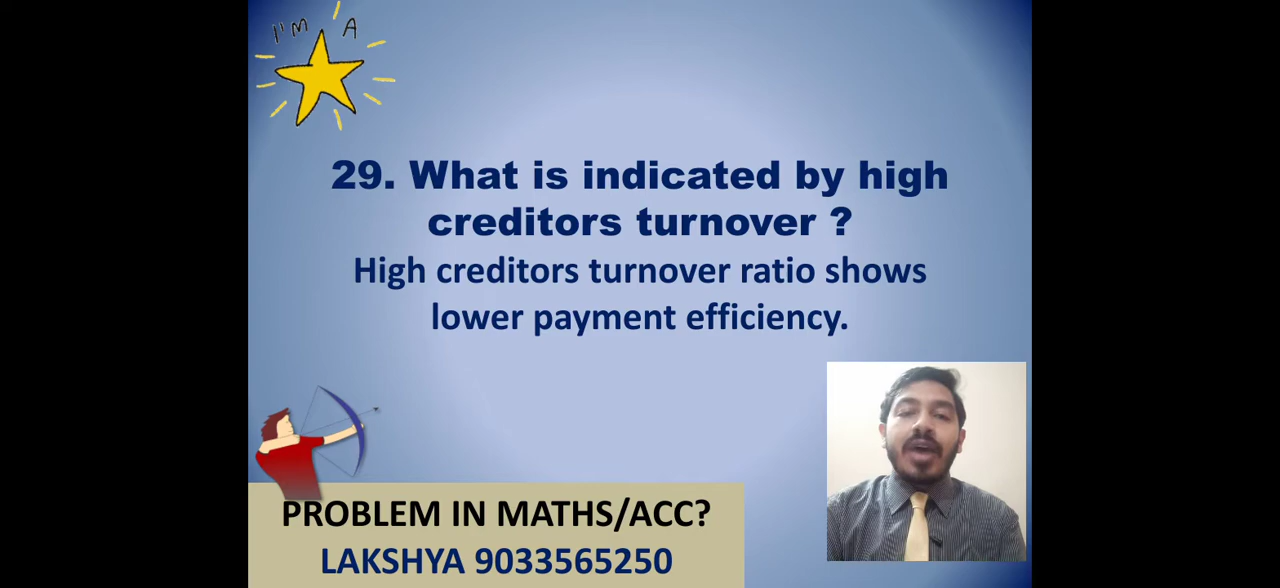 I'M A
29. What is indicated by high
creditors turnover ?
High creditors turnover ratio shows
lower payment efficiency.
PROBLEM IN MATHS/ACC?
LAKSHYA 9033565250